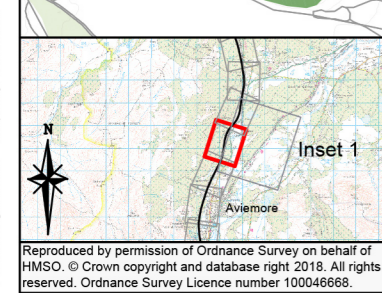 N
Inset 1
Aviemore
Reproduced by permission of Ordnance Survey on behalf of
HMSO. © Crown copyright and database right 2018. All rights
reserved. Ordnance Survey Licence number 100046668.